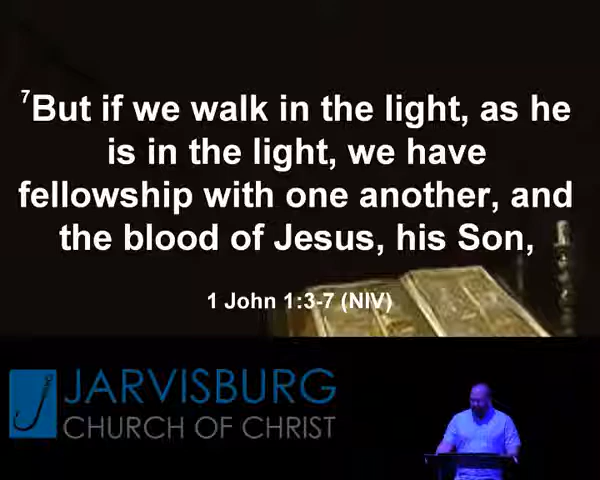 7But if we walk in the light, as he
is in the light, we have
fellowship with one another, and
the blood of Jesus, his Son,
1 John 1:3-7 (NIV)
JARVISBURG
CHURCH OF CHRIST